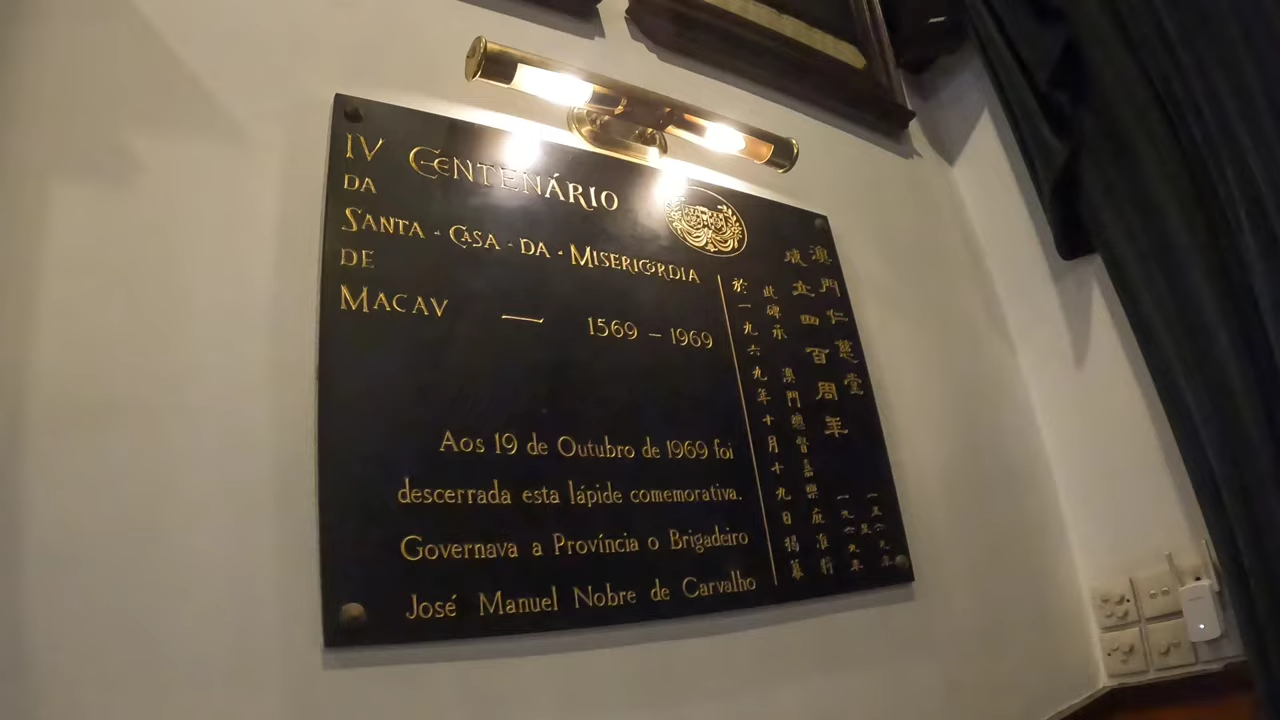 IV CENTENÁRIO
DA
SANTA · CASA · DA · MISERICÓRDIA
DE
MACAV — 1569 – 1969
Aos 19 de Outubro de 1969 foi
descerrada esta lápide comemorativa.
Governava a Província o Brigadeiro
José Manuel Nobre de Carvalho
澳門仁慈堂
成立四百周年
一五六九年
至
一九六九年
此碑承 澳門總督嘉樂庇准將
於一九六九年十月十九日揭幕